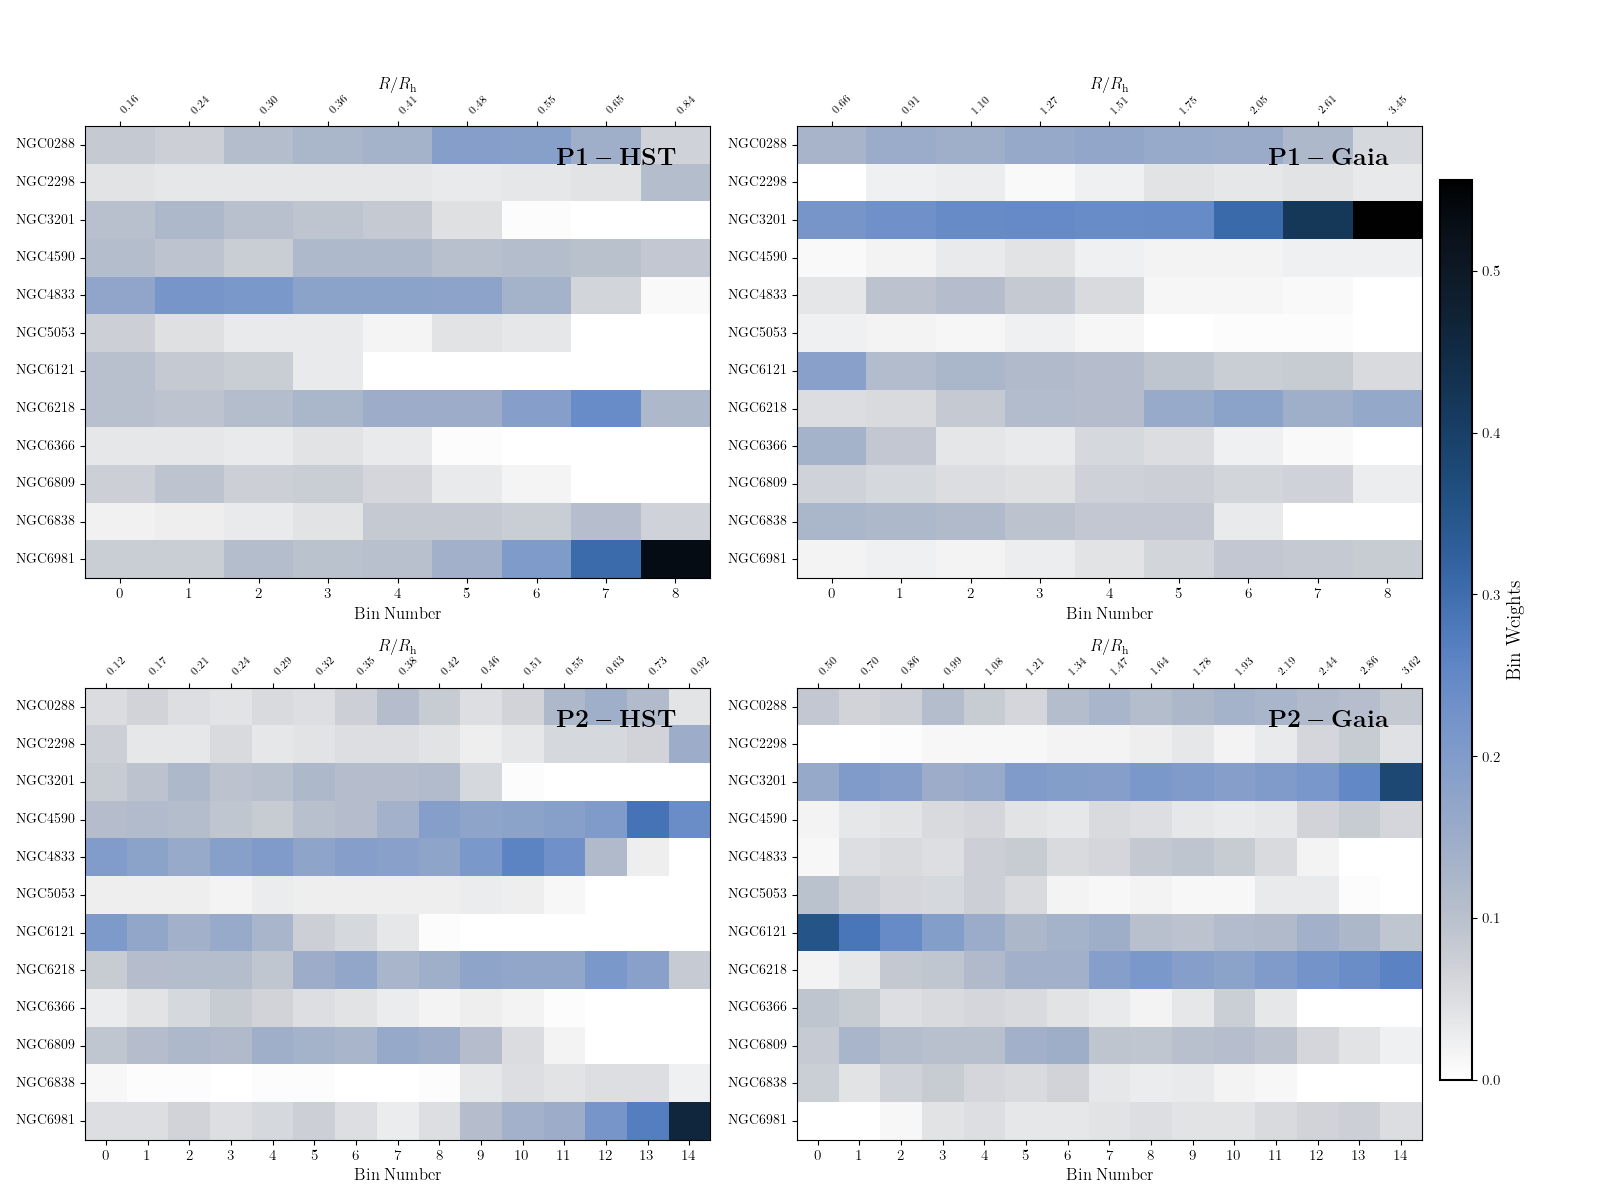 R/Rh R/Rh
0.16 0.24 0.30 0.36 0.41 0.48 0.55 0.65 0.84
0.66 0.91 1.10 1.27 1.51 1.75 2.05 2.61 3.45
P1 − HST
P1 − Gaia
NGC0288 NGC0288
NGC2298 NGC2298
NGC3201 NGC3201
NGC4590 NGC4590
NGC4833 NGC4833
NGC5053 NGC5053
NGC6121 NGC6121
NGC6218 NGC6218
NGC6366 NGC6366
NGC6809 NGC6809
NGC6838 NGC6838
NGC6981 NGC6981
0 1 2 3 4 5 6 7 8
0 1 2 3 4 5 6 7 8
Bin Number Bin Number
R/Rh R/Rh
0.12 0.17 0.21 0.24 0.29 0.32 0.35 0.38 0.42 0.46 0.51 0.55 0.63 0.73 0.92
0.50 0.70 0.86 0.99 1.08 1.21 1.34 1.47 1.64 1.78 1.93 2.19 2.44 2.86 3.62
P2 − HST
P2 − Gaia
NGC0288 NGC0288
NGC2298 NGC2298
NGC3201 NGC3201
NGC4590 NGC4590
NGC4833 NGC4833
NGC5053 NGC5053
NGC6121 NGC6121
NGC6218 NGC6218
NGC6366 NGC6366
NGC6809 NGC6809
NGC6838 NGC6838
NGC6981 NGC6981
0 1 2 3 4 5 6 7 8 9 10 11 12 13 14
0 1 2 3 4 5 6 7 8 9 10 11 12 13 14
Bin Number Bin Number
0.5
0.4
0.3
0.2
0.1
0.0
Bin Weights